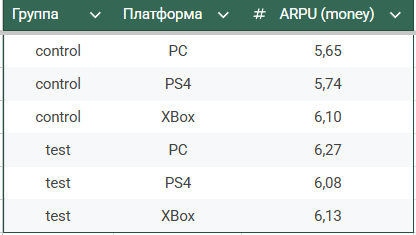 Группа Платформа # ARPU (money)
control PC 5,65
control PS4 5,74
control XBox 6,10
test PC 6,27
test PS4 6,08
test XBox 6,13